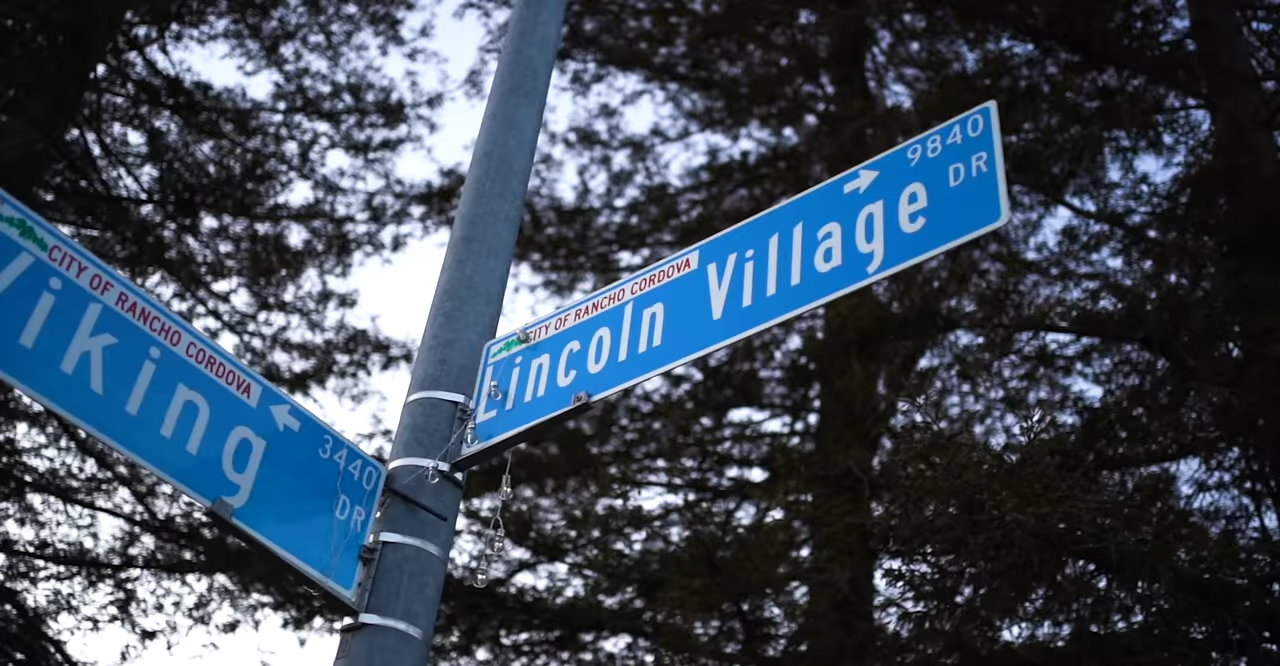 CITY OF RANCHO CORDOVA
Viking
3440
DR
9840
CITY OF RANCHO CORDOVA
Lincoln Village DR